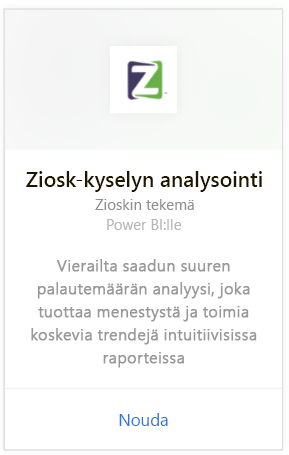 Z
Ziosk-kyselyn analysointi
Zioskin tekemä
Power BI:lle
Vierailta saadun suuren
palautemäärän analyysi, joka
tuottaa menestystä ja toimia
koskevia trendejä intuitiivisissa
raporteissa
Nouda